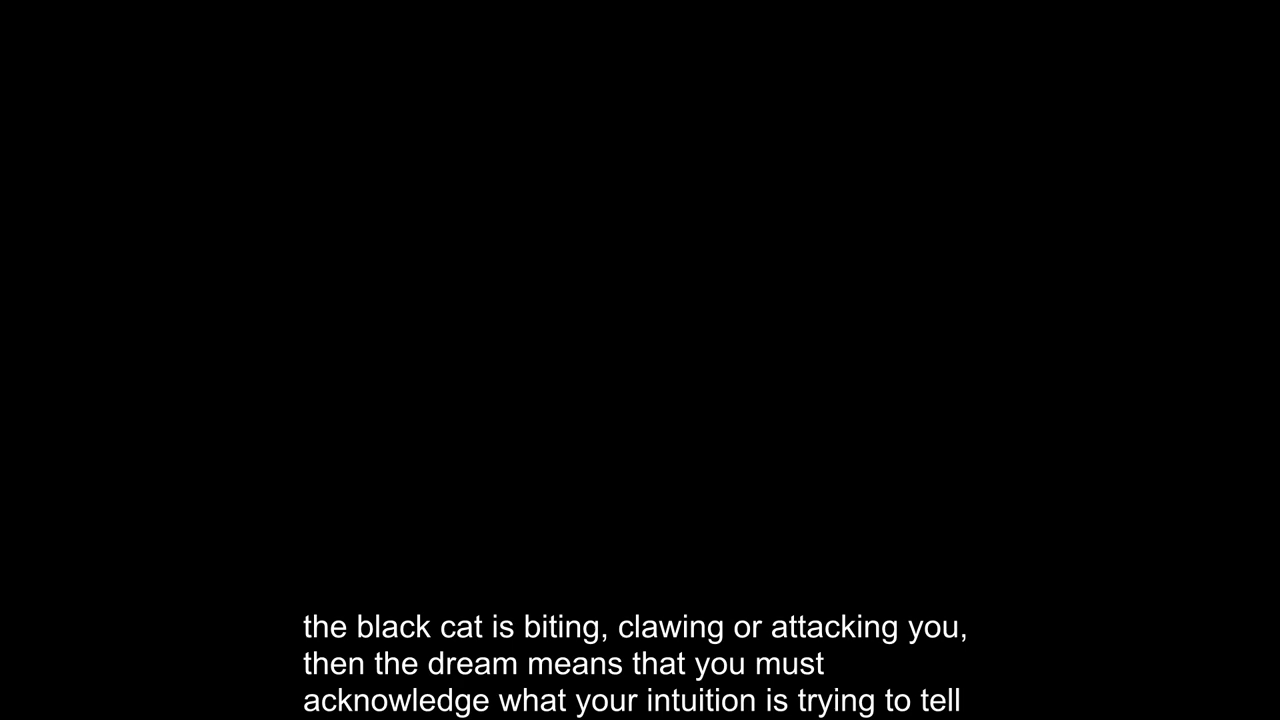 the black cat is biting, clawing or attacking you,
then the dream means that you must
acknowledge what your intuition is trying to tell